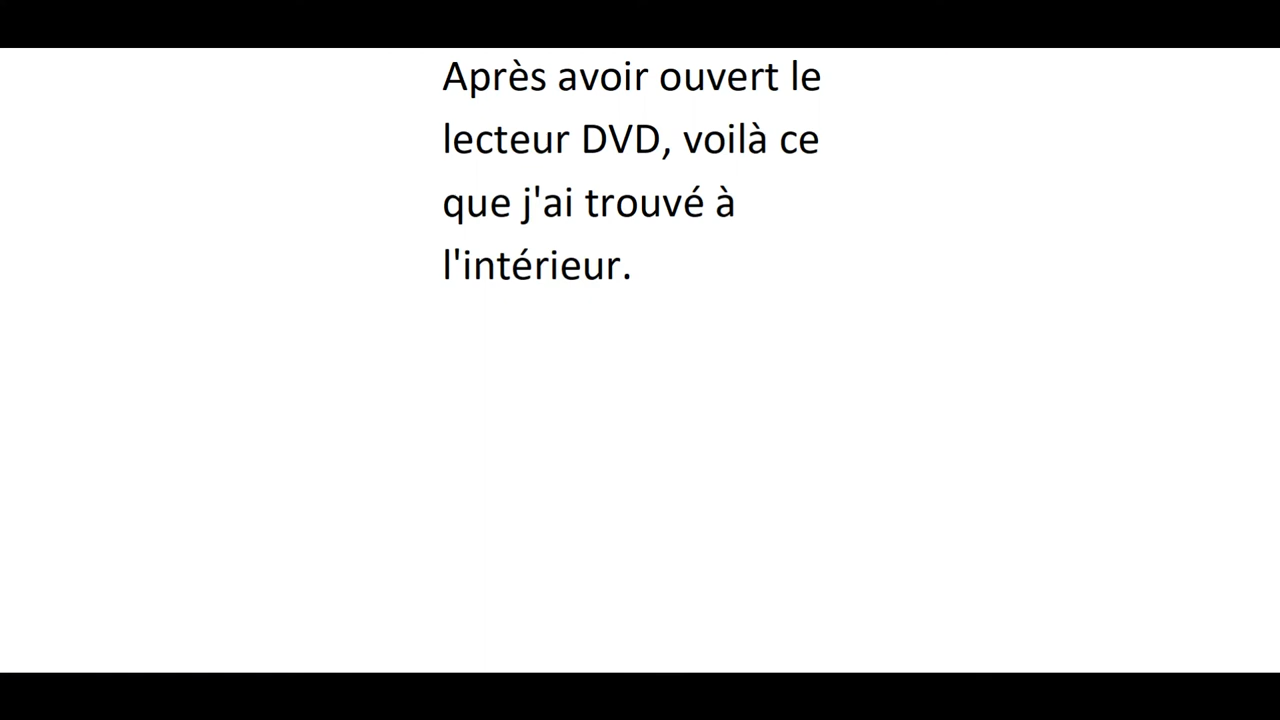 Après avoir ouvert le
lecteur DVD, voilà ce
que j'ai trouvé à
l'intérieur.